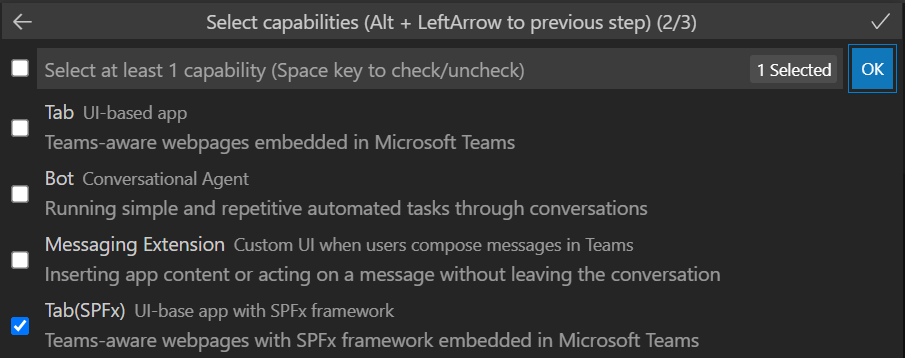 Select capabilities (Alt + LeftArrow to previous step) (2/3)
Select at least 1 capability (Space key to check/uncheck) 1 Selected OK
Tab UI-based app
Teams-aware webpages embedded in Microsoft Teams
Bot Conversational Agent
Running simple and repetitive automated tasks through conversations
Messaging Extension Custom UI when users compose messages in Teams
Inserting app content or acting on a message without leaving the conversation
Tab(SPFx) UI-base app with SPFx framework
Teams-aware webpages with SPFx framework embedded in Microsoft Teams